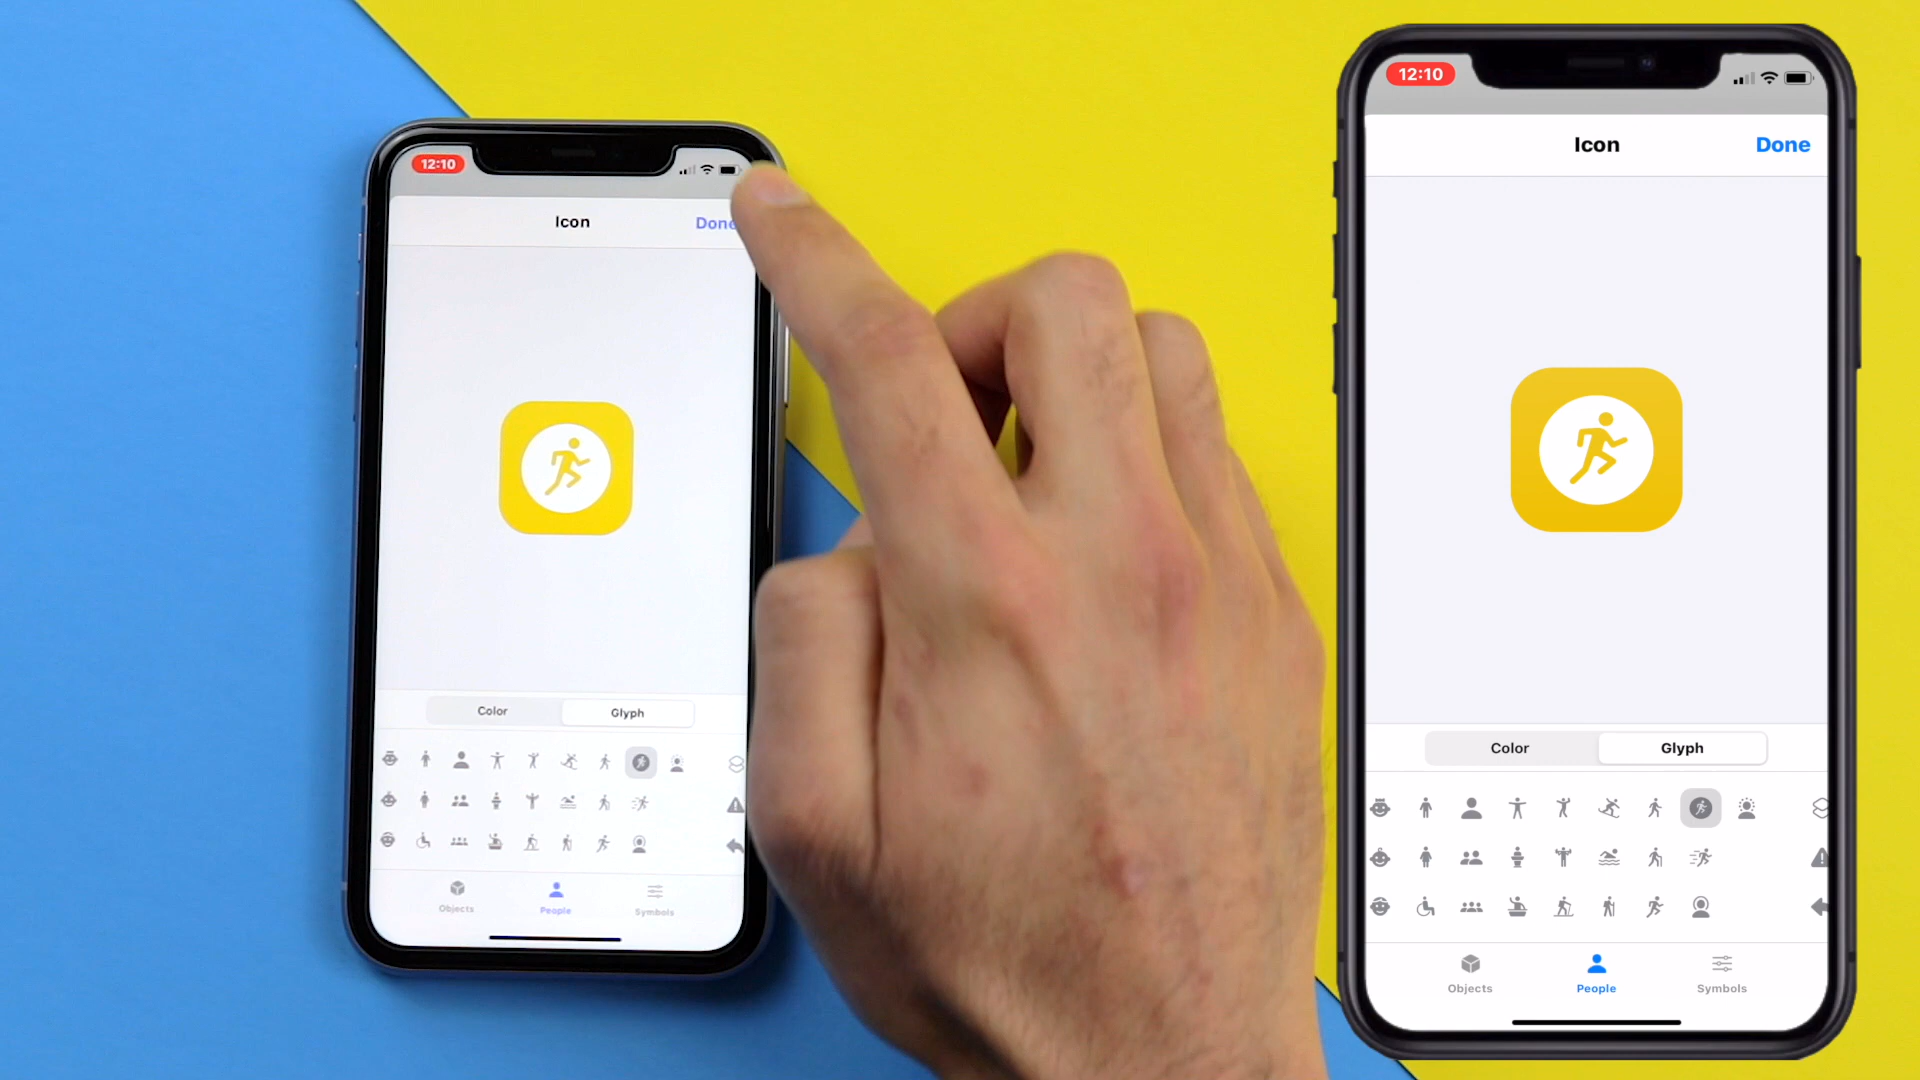 12:10
Icon
Done
Color
Glyph
Objects
People
Symbols
12:10
Icon
Done
Color
Glyph
Objects
People
Symbols